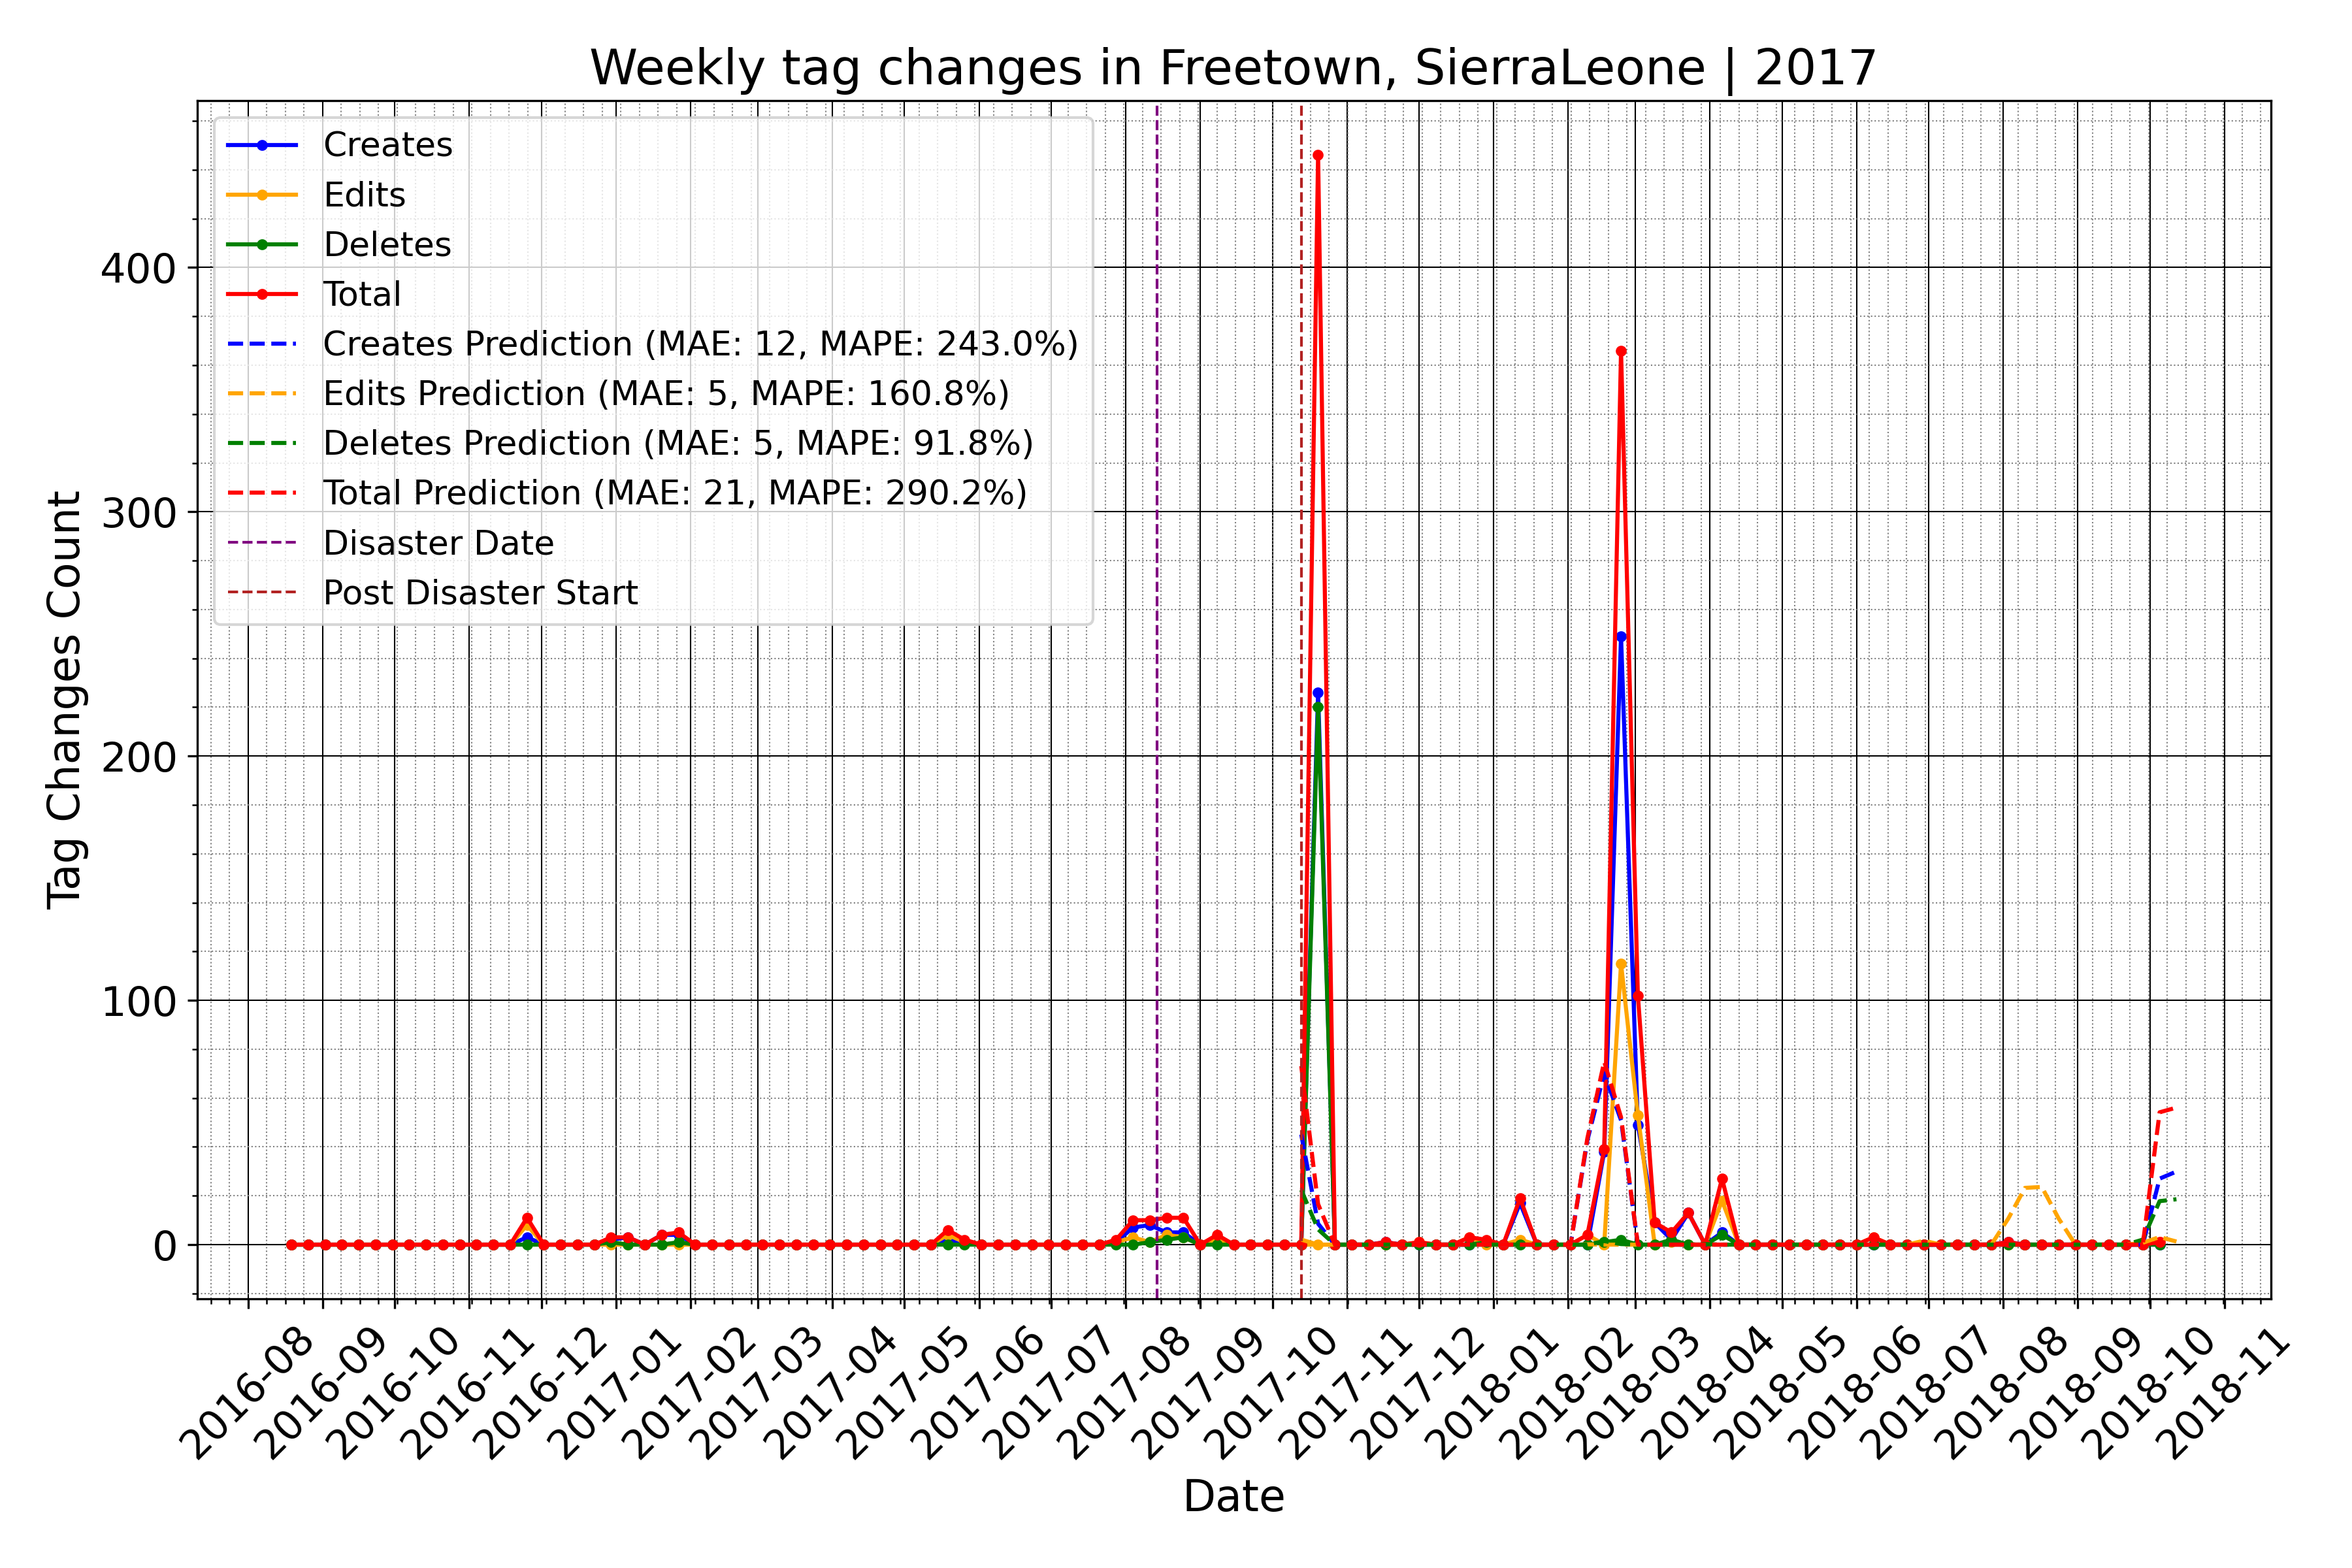 Weekly tag changes in Freetown, SierraLeone | 2017
Creates
Edits
Deletes
Total
Creates Prediction (MAE: 12, MAPE: 243.0%)
Edits Prediction (MAE: 5, MAPE: 160.8%)
Deletes Prediction (MAE: 5, MAPE: 91.8%)
Total Prediction (MAE: 21, MAPE: 290.2%)
Disaster Date
Post Disaster Start
Tag Changes Count
400
300
200
100
0
2016-08
2016-09
2016-10
2016-11
2016-12
2017-01
2017-02
2017-03
2017-04
2017-05
2017-06
2017-07
2017-08
2017-09
2017-10
2017-11
2017-12
2018-01
2018-02
2018-03
2018-04
2018-05
2018-06
2018-07
2018-08
2018-09
2018-10
2018-11
Date